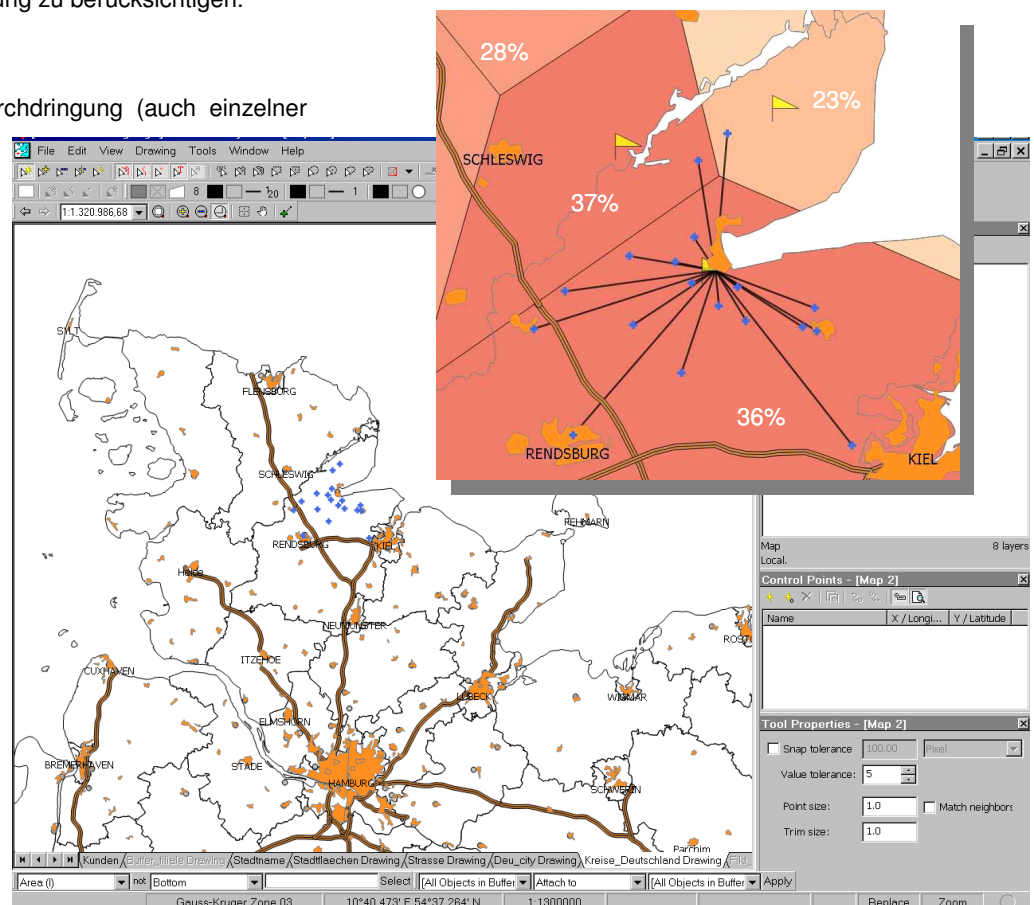 ung zu berücksichtigen.
rchdringung (auch einzelner
28%
23%
SCHLESWIG
37%
36%
RENDSBURG
KIEL
File Edit View Drawing Tools Window Help
8 1:20 1
1:1.320.986,68
SYLT
FLENSBURG
SCHLESWIG
FEHMARN
RENDSBURG
KIEL
Heide
NEUMÜNSTER
ROST
ITZEHOE
CUXHAVEN
LÜBECK
WISMAR
ELMSHORN
BREMERHAVEN
STADE
HAMBURG
SCHWERIN
Parchim
Map 8 layers
Local.
Control Points - [Map 2]
Name X / Longi... Y / Latitude
Tool Properties - [Map 2]
Snap tolerance 100.00 Pixel
Value tolerance: 5
Point size: 1.0 Match neighbors
Trim size: 1.0
Kunden Buffer_filiale Drawing Stadtname Stadtflaechen Drawing Strasse Drawing Deu_city Drawing Kreise_Deutschland Drawing
Area (I) not Bottom Select [All Objects in Buffer Attach to [All Objects in Buffer Apply
Gauss-Kruger Zone 03 10°40.473' E 54°37.264' N 1:1300000 Replace Zoom